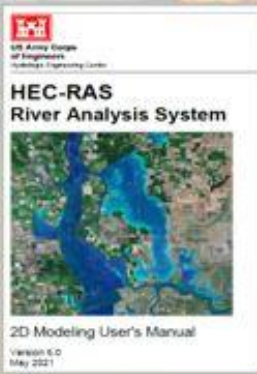 US Army Corps
of Engineers
Hydrologic Engineering Center
HEC-RAS
River Analysis System
2D Modeling User's Manual
Version 6.0
May 2021